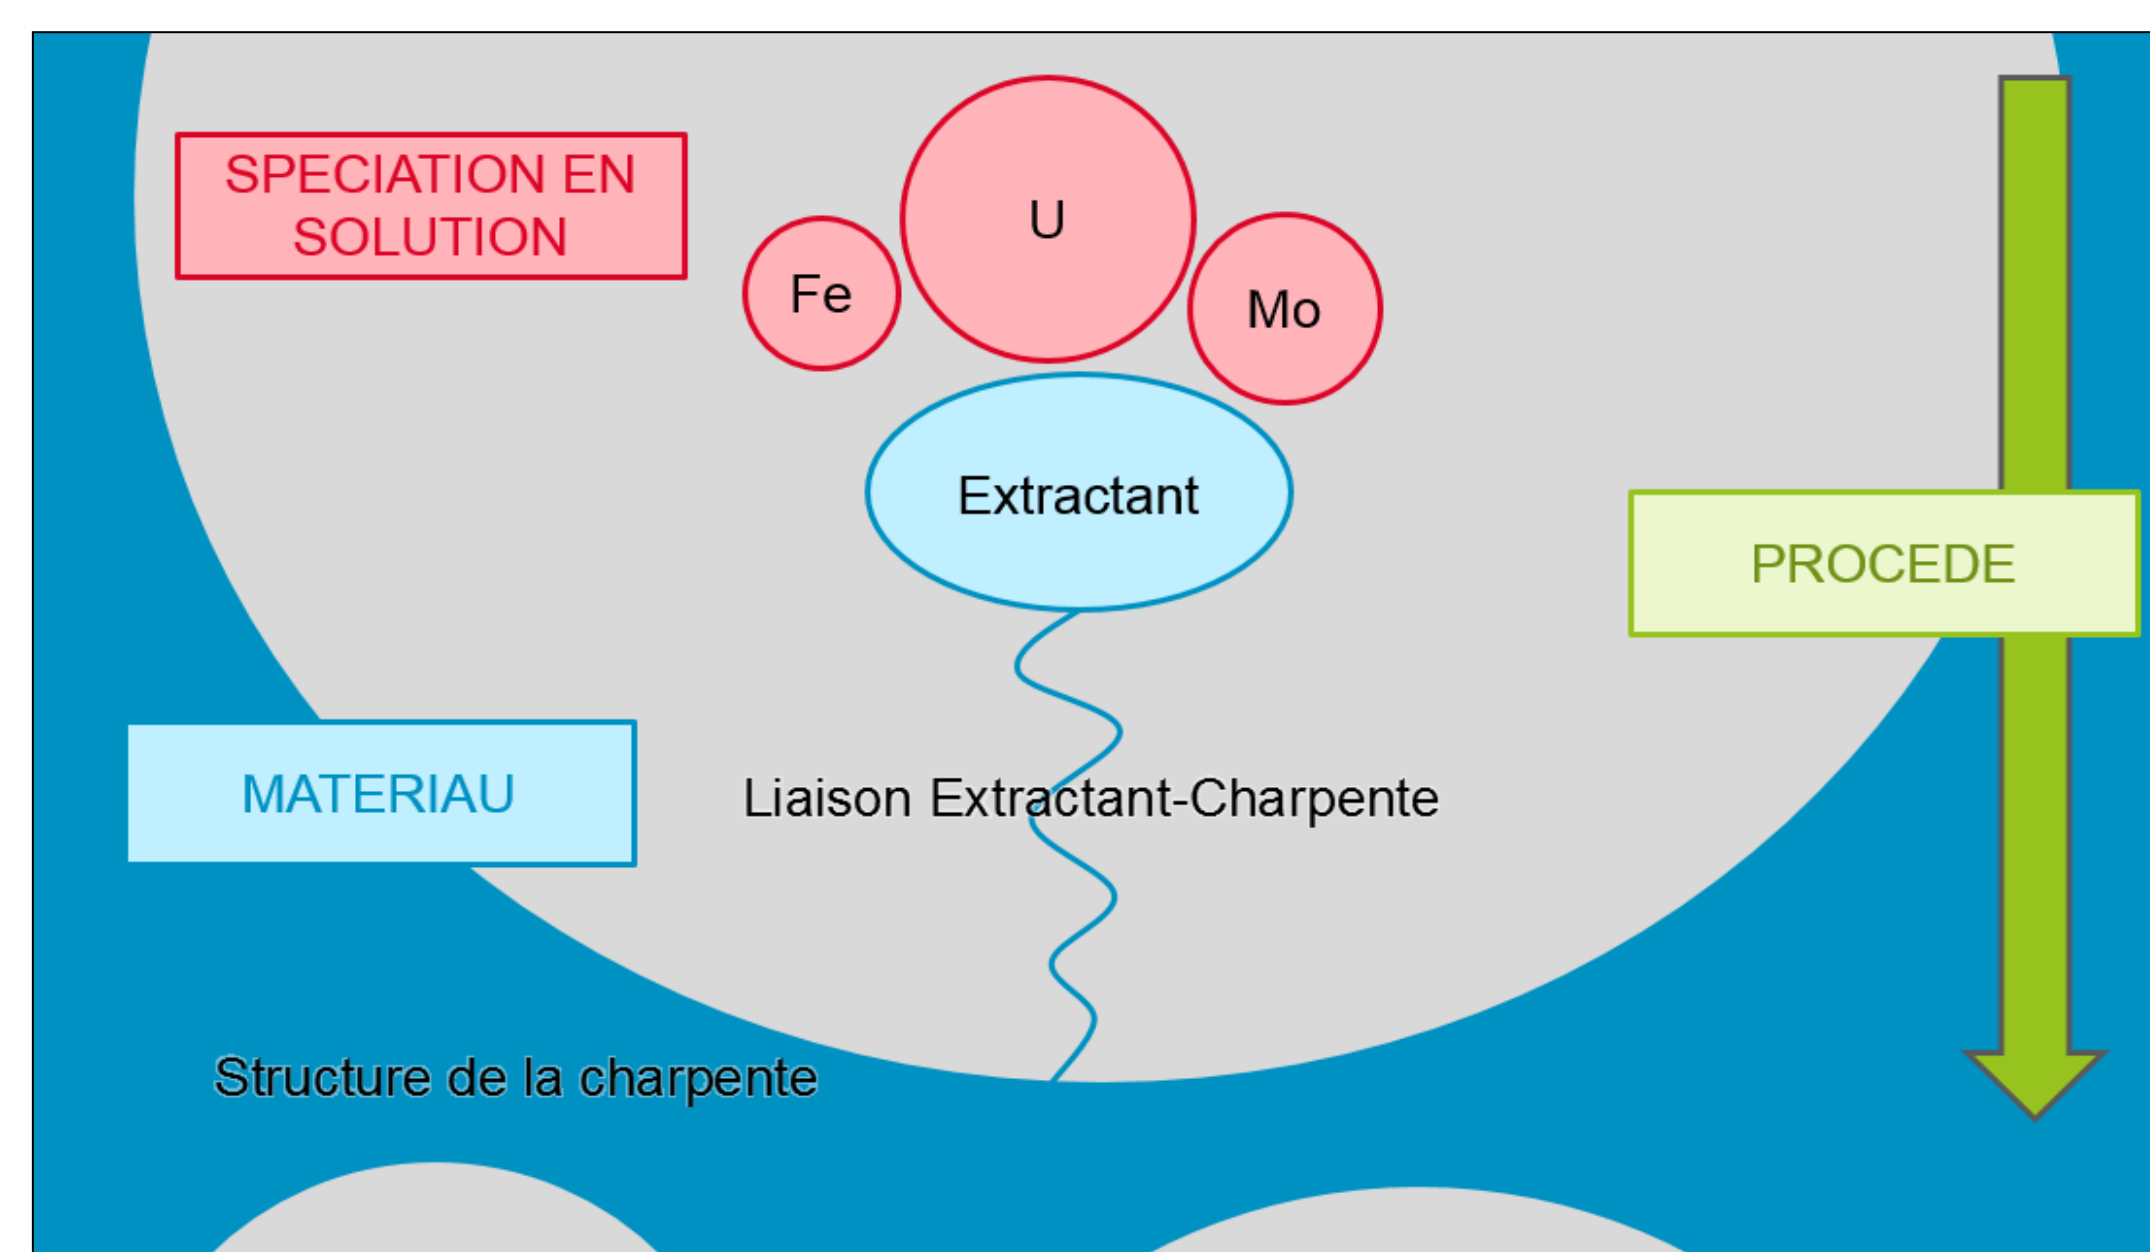 SPECIATION EN
SOLUTION
U
Fe
Mo
Extractant
PROCEDE
MATERIAU
Liaison Extractant-Charpente
Structure de la charpente